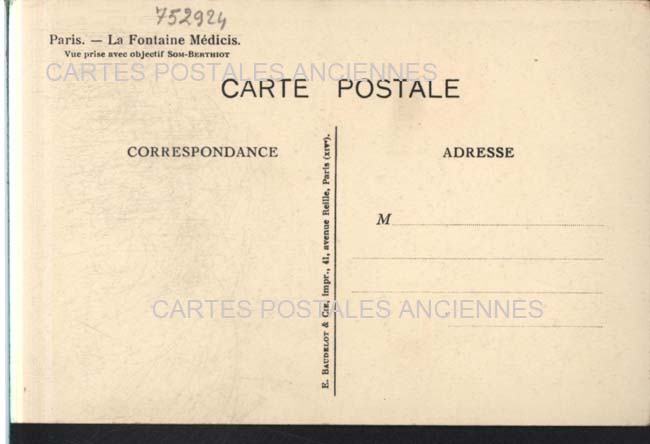 752924
Paris. — La Fontaine Médicis.
Vue prise avec objectif SOM-BERTHIOT
CARTES POSTALES ANCIENNES
CARTE POSTALE
CORRESPONDANCE
E. BAUDELOT & CIE, impr., 41, avenue Reille, Paris (XIVe).
ADRESSE
M
CARTES POSTALES ANCIENNES